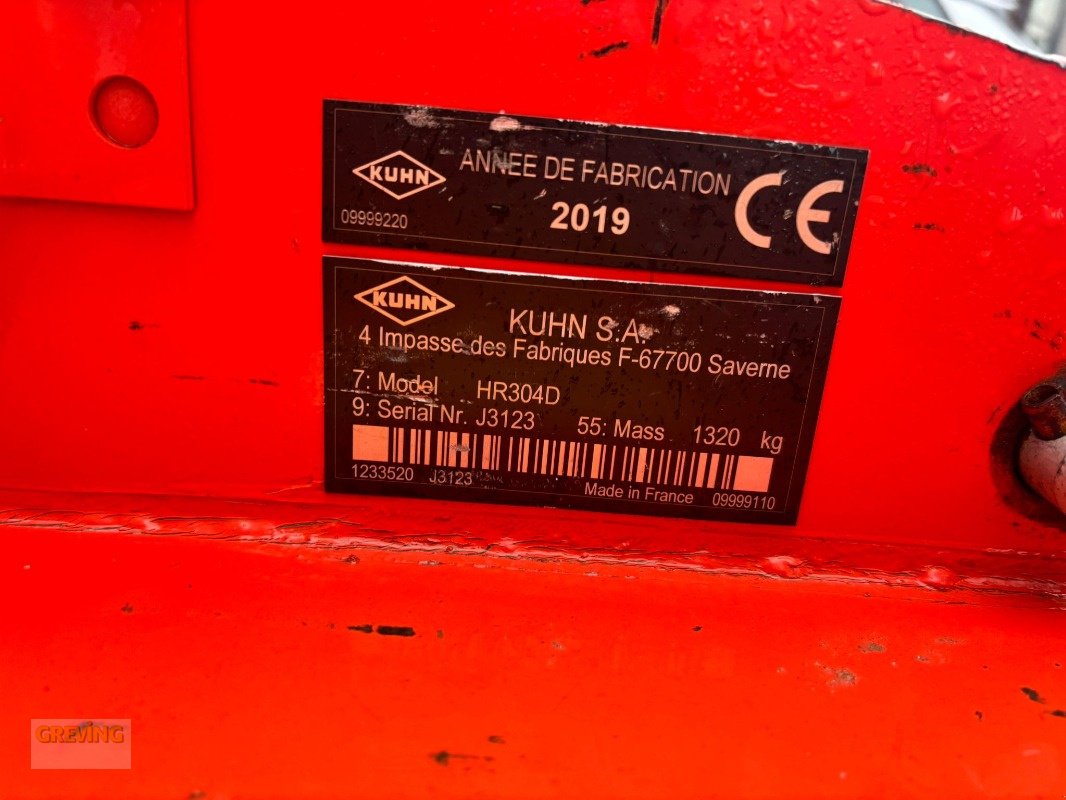 KUHN
ANNEE DE FABRICATION
2019
09999220
CE
KUHN
KUHN S.A.
4 Impasse des Fabriques F-67700 Saverne
7: Model HR304D
9: Serial Nr. J3123 55: Mass 1320 kg
1233520 J3123 Made in France 09999110
GREVING